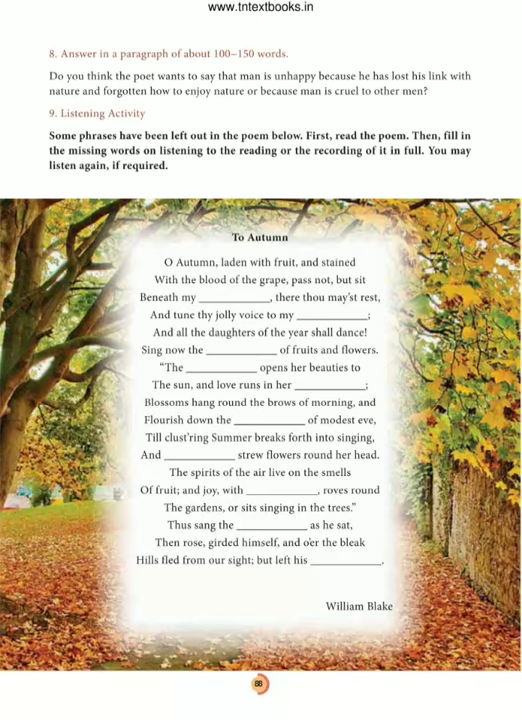 www.tntextbooks.in
8. Answer in a paragraph of about 100–150 words.
Do you think the poet wants to say that man is unhappy because he has lost his link with
nature and forgotten how to enjoy nature or because man is cruel to other men?
9. Listening Activity
Some phrases have been left out in the poem below. First, read the poem. Then, fill in
the missing words on listening to the reading or the recording of it in full. You may
listen again, if required.
To Autumn
O Autumn, laden with fruit, and stained
With the blood of the grape, pass not, but sit
Beneath my ____________, there thou may'st rest,
And tune thy jolly voice to my ____________;
And all the daughters of the year shall dance!
Sing now the ____________ of fruits and flowers.
“The ____________ opens her beauties to
The sun, and love runs in her ____________;
Blossoms hang round the brows of morning, and
Flourish down the ____________ of modest eve,
Till clust'ring Summer breaks forth into singing,
And ____________ strew flowers round her head.
The spirits of the air live on the smells
Of fruit; and joy, with ____________, roves round
The gardens, or sits singing in the trees.”
Thus sang the ____________ as he sat,
Then rose, girded himself, and o'er the bleak
Hills fled from our sight; but left his ____________.
William Blake
88